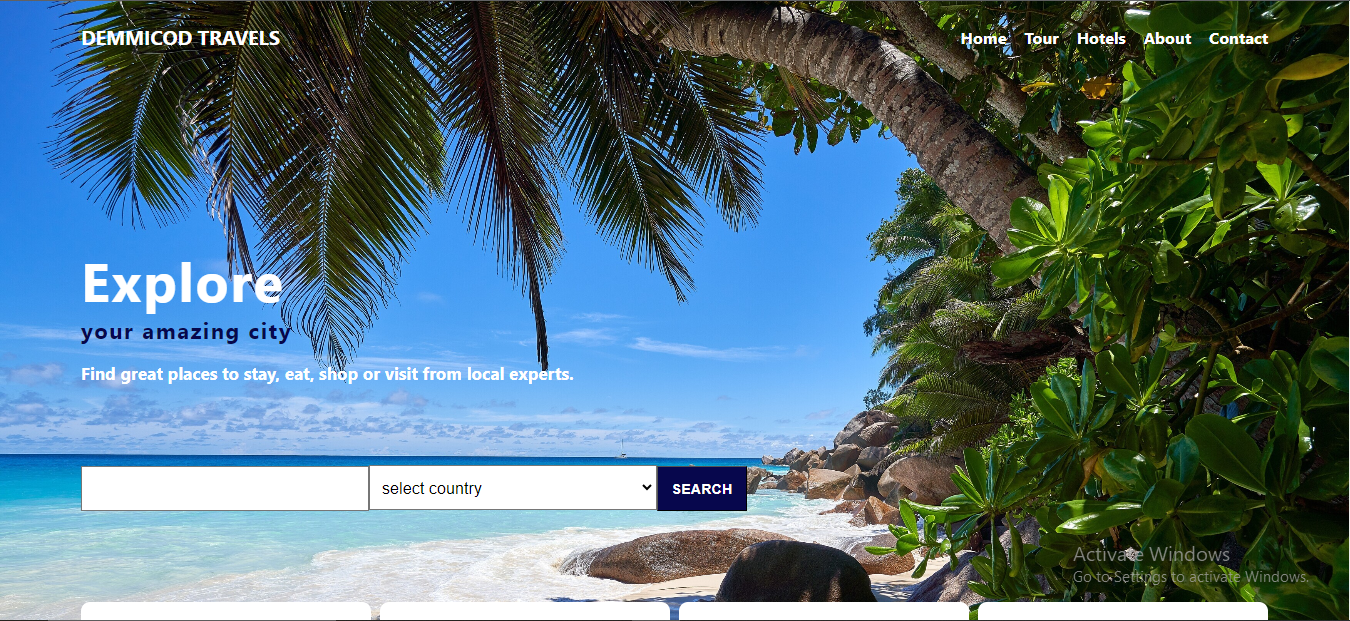 DEMMICOD TRAVELS
Home Tour Hotels About Contact
Explore
your amazing city
Find great places to stay, eat, shop or visit from local experts.
select country SEARCH
Activate Windows
Go to Settings to activate Windows.